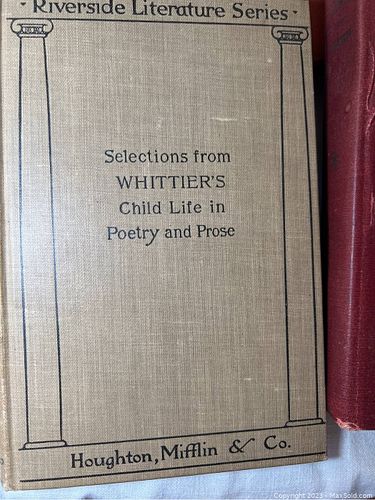 · Riverside Literature Series ·
Selections from
WHITTIER'S
Child Life in
Poetry and Prose
Houghton, Mifflin & Co.
Copyright 2023 - MaxSold.com